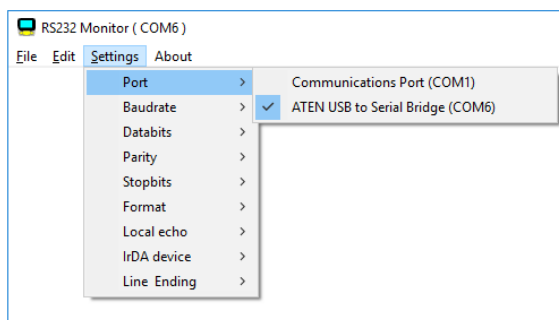 RS232 Monitor ( COM6 )
File Edit Settings About
Port > Communications Port (COM1)
Baudrate > ATEN USB to Serial Bridge (COM6)
Databits >
Parity >
Stopbits >
Format >
Local echo >
IrDA device >
Line Ending >